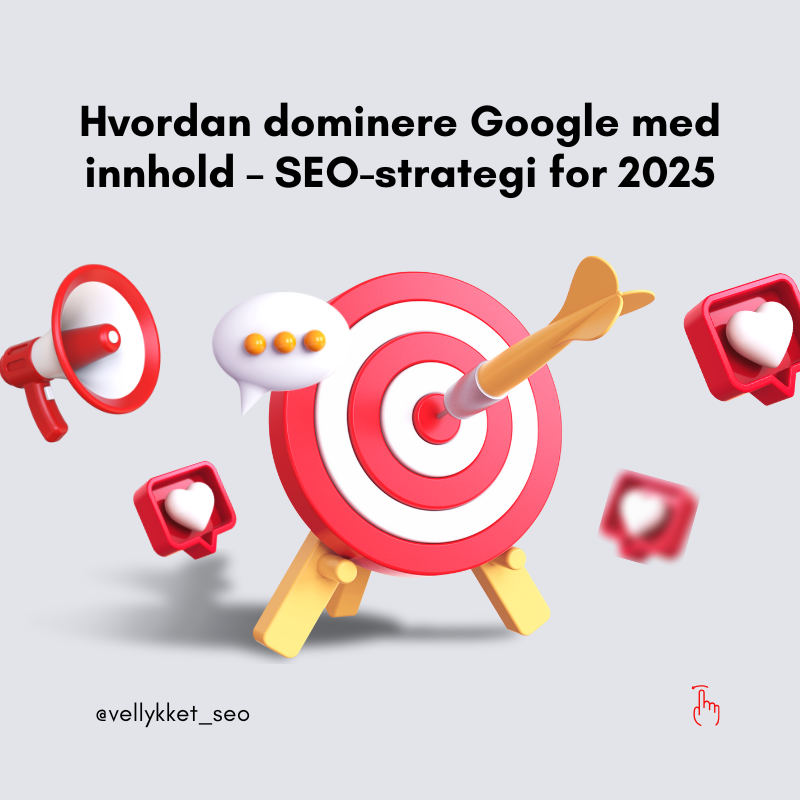 Hvordan dominere Google med
innhold – SEO-strategi for 2025
@vellykket_seo